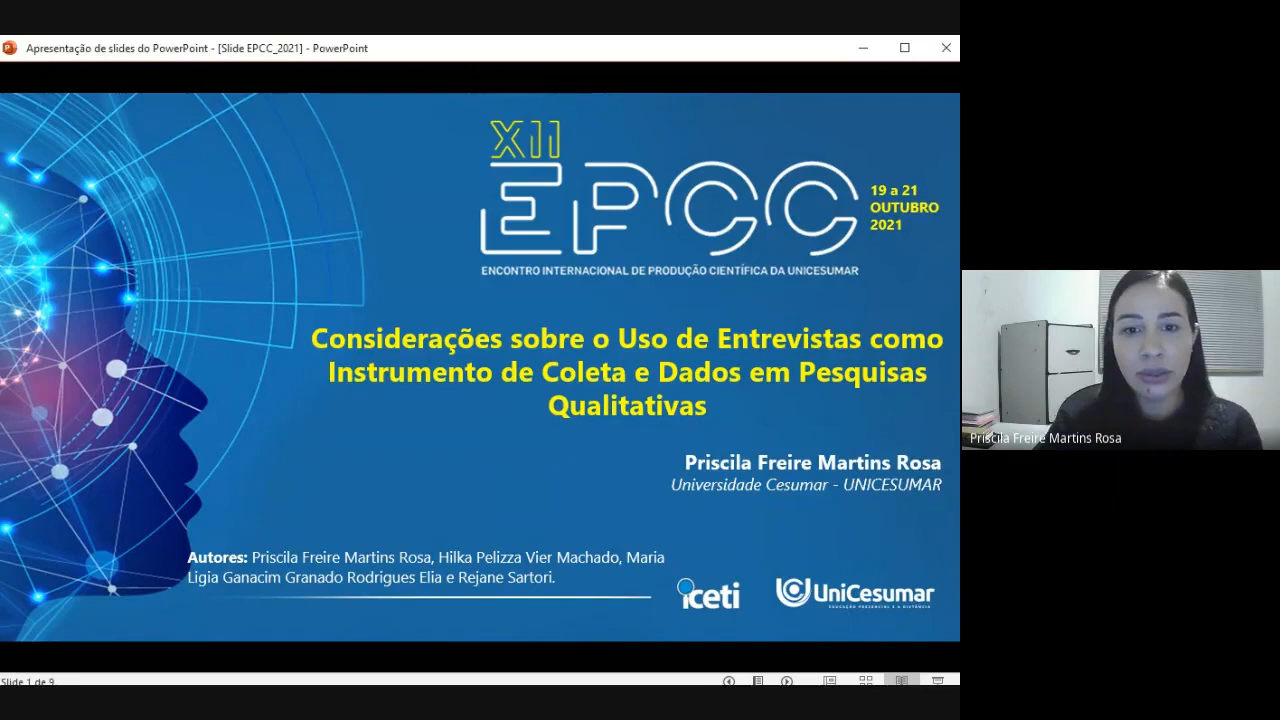 Apresentação de slides do PowerPoint - [Slide EPCC_2021] - PowerPoint
XII
EPCC
19 a 21
OUTUBRO
2021
ENCONTRO INTERNACIONAL DE PRODUÇÃO CIENTÍFICA DA UNICESUMAR
Considerações sobre o Uso de Entrevistas como
Instrumento de Coleta e Dados em Pesquisas
Qualitativas
Priscila Freire Martins Rosa
Universidade Cesumar - UNICESUMAR
Autores: Priscila Freire Martins Rosa, Hilka Pelizza Vier Machado, Maria
Ligia Ganacim Granado Rodrigues Elia e Rejane Sartori.
iceti
UniCesumar
EDUCAÇÃO PRESENCIAL E A DISTÂNCIA
Slide 1 de 9
Priscila Freire Martins Rosa